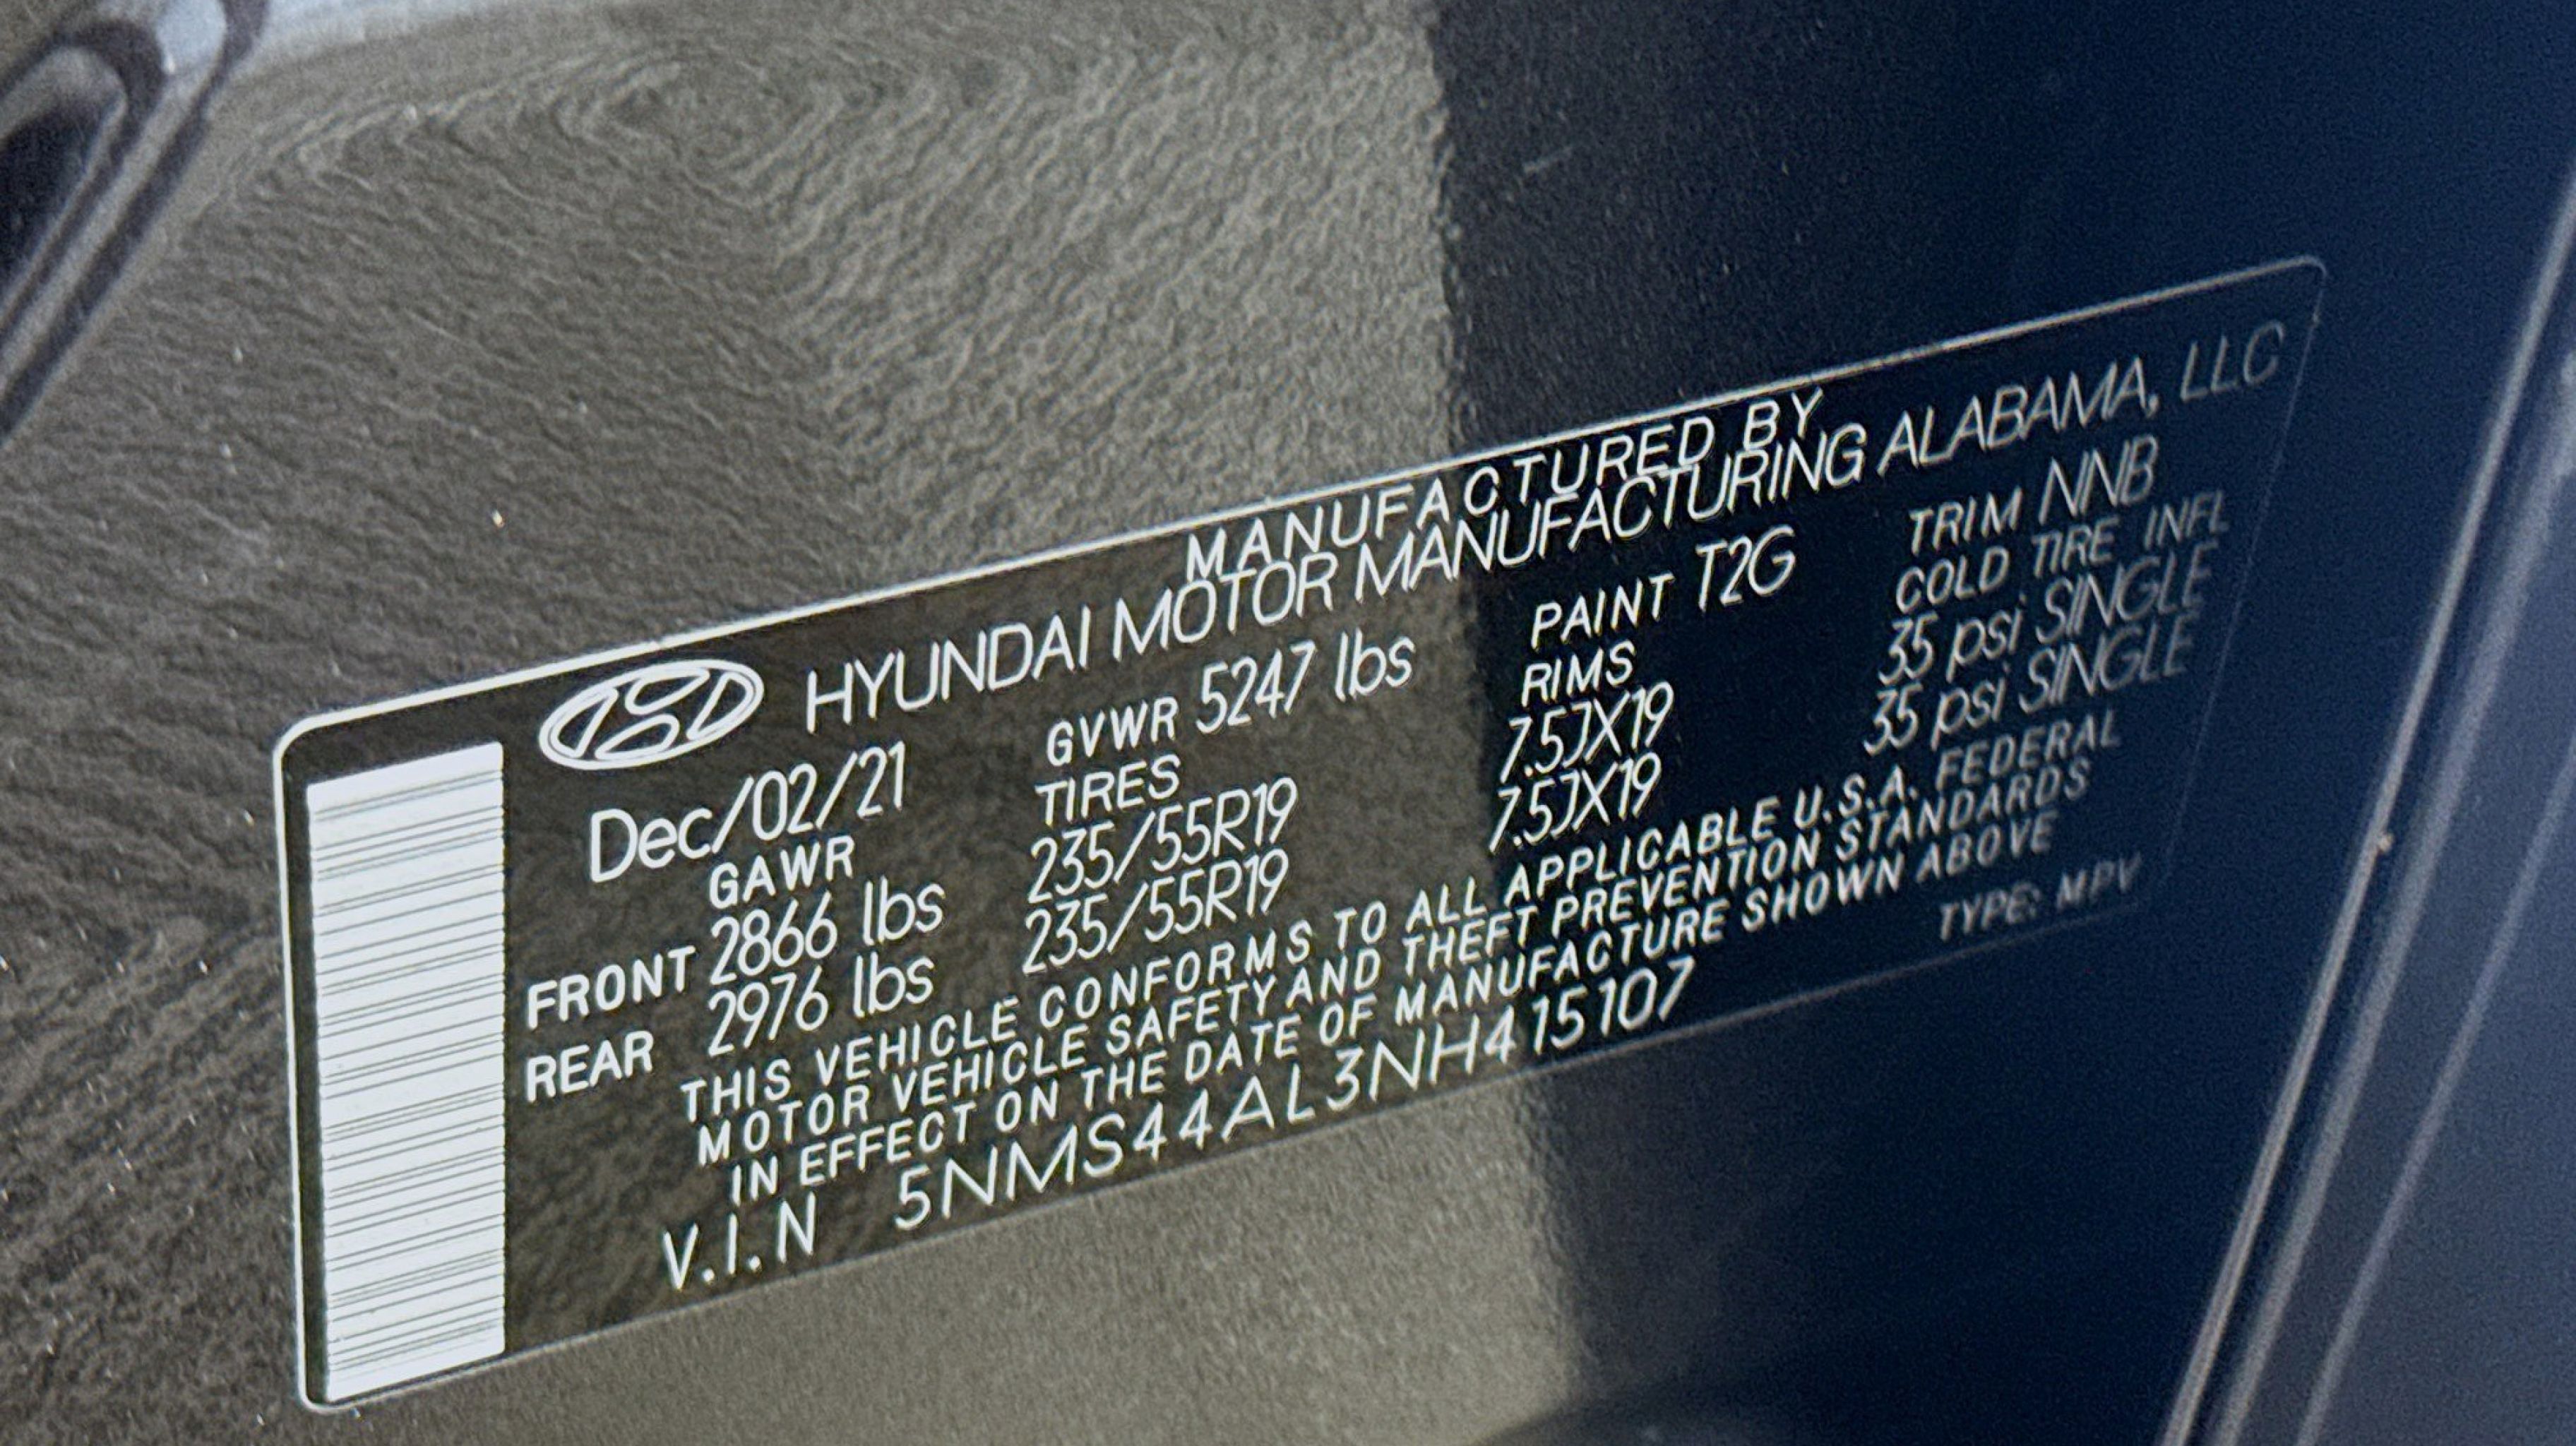 MANUFACTURED BY
HYUNDAI MOTOR MANUFACTURING ALABAMA, LLC
Dec/02/21 GVWR 5247 lbs PAINT T2G TRIM NNB
GAWR TIRES RIMS COLD TIRE INFL
FRONT 2866 lbs 235/55R19 7.5JX19 35 psi SINGLE
REAR 2976 lbs 235/55R19 7.5JX19 35 psi SINGLE
THIS VEHICLE CONFORMS TO ALL APPLICABLE U.S.A. FEDERAL
MOTOR VEHICLE SAFETY AND THEFT PREVENTION STANDARDS
IN EFFECT ON THE DATE OF MANUFACTURE SHOWN ABOVE
V.I.N 5NMS44AL3NH415107 TYPE: MPV